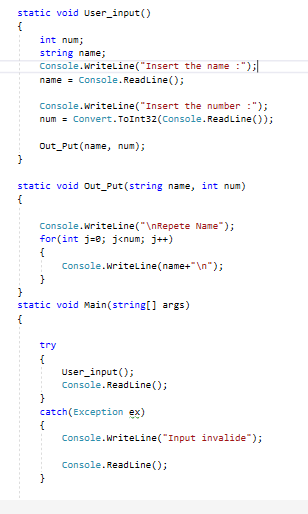 static void User_input()
{
int num;
string name;
Console.WriteLine("Insert the name :");
name = Console.ReadLine();
Console.WriteLine("Insert the number :");
num = Convert.ToInt32(Console.ReadLine());
Out_Put(name, num);
}
static void Out_Put(string name, int num)
{
Console.WriteLine("\nRepete Name");
for(int j=0; j<num; j++)
{
Console.WriteLine(name+"\n");
}
}
static void Main(string[] args)
{
try
{
User_input();
Console.ReadLine();
}
catch(Exception ex)
{
Console.WriteLine("Input invalide");
Console.ReadLine();
}